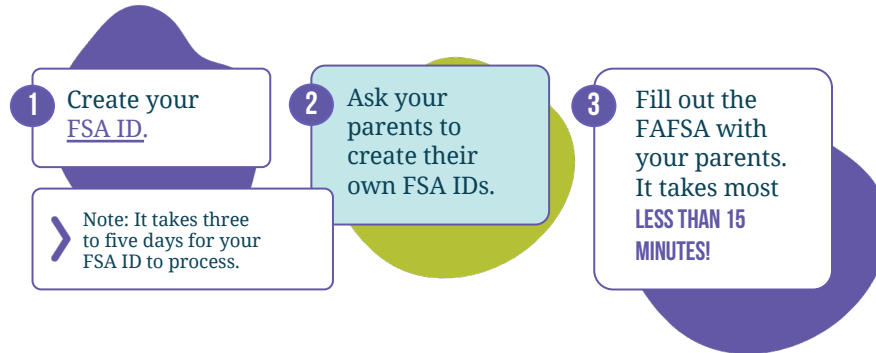 1
Create your
FSA ID.
Note: It takes three
to five days for your
FSA ID to process.
2
Ask your
parents to
create their
own FSA IDs.
3
Fill out the
FAFSA with
your parents.
It takes most
LESS THAN 15
MINUTES!